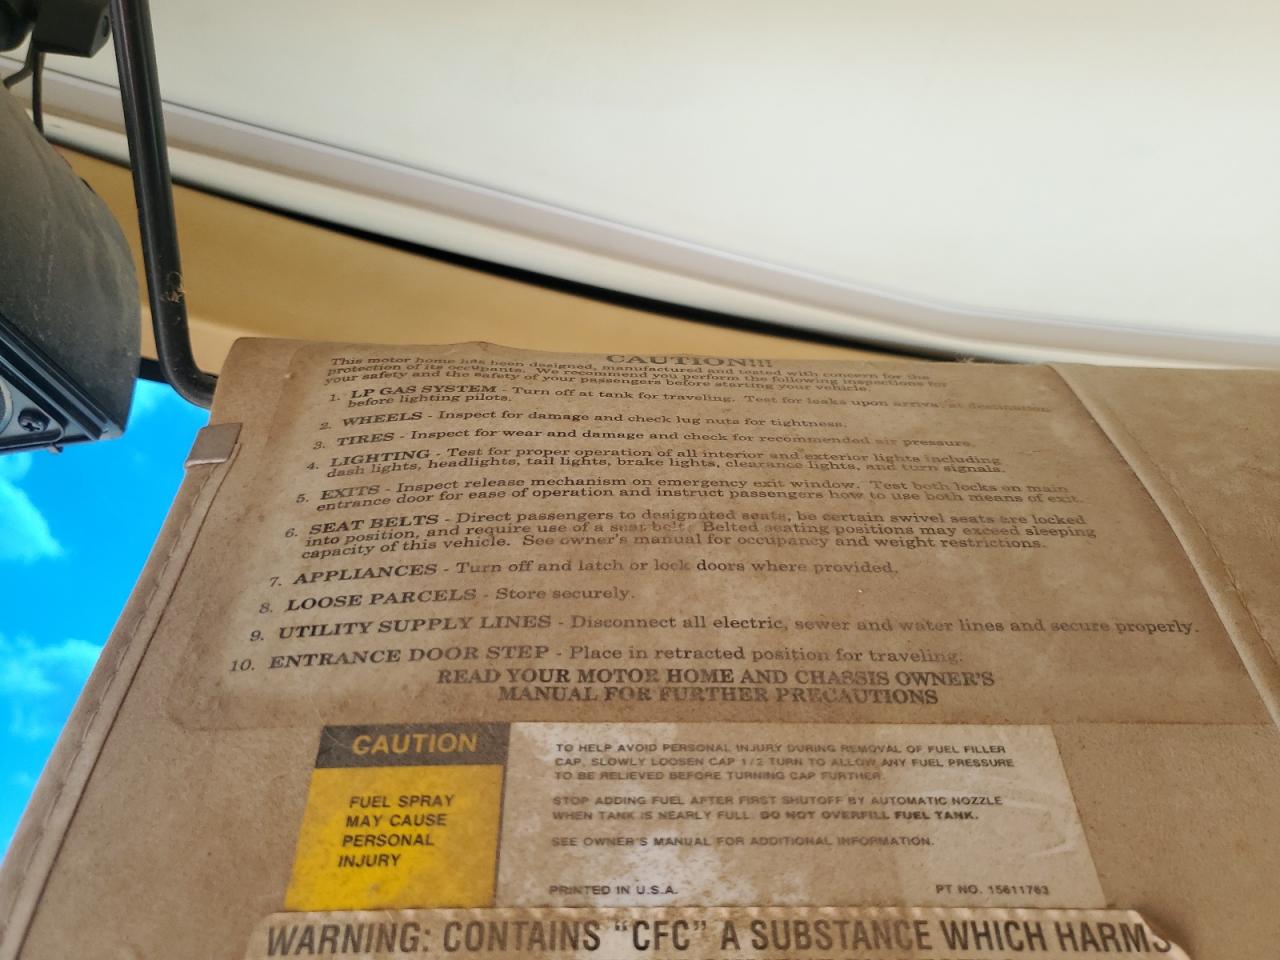 CAUTION!!!
This motor home has been designed, manufactured and tested with concern for the
protection of its occupants. We recommend you perform the following inspections for
your safety and the safety of your passengers before starting your vehicle.
1. LP GAS SYSTEM - Turn off at tank for traveling. Test for leaks upon arrival at destination
before lighting pilots.
2. WHEELS - Inspect for damage and check lug nuts for tightness.
3. TIRES - Inspect for wear and damage and check for recommended air pressure.
4. LIGHTING - Test for proper operation of all interior and exterior lights including
dash lights, headlights, tail lights, brake lights, clearance lights, and turn signals.
5. EXITS - Inspect release mechanism on emergency exit window. Test both locks on main
entrance door for ease of operation and instruct passengers how to use both means of exit.
6. SEAT BELTS - Direct passengers to designated seats, be certain swivel seats are locked
into position, and require use of a seat belt. Belted seating positions may exceed sleeping
capacity of this vehicle. See owner's manual for occupancy and weight restrictions.
7. APPLIANCES - Turn off and latch or lock doors where provided.
8. LOOSE PARCELS - Store securely.
9. UTILITY SUPPLY LINES - Disconnect all electric, sewer and water lines and secure properly.
10. ENTRANCE DOOR STEP - Place in retracted position for traveling.
READ YOUR MOTOR HOME AND CHASSIS OWNER'S
MANUAL FOR FURTHER PRECAUTIONS
CAUTION
FUEL SPRAY
MAY CAUSE
PERSONAL
INJURY
TO HELP AVOID PERSONAL INJURY DURING REMOVAL OF FUEL FILLER
CAP, SLOWLY LOOSEN CAP 1/2 TURN TO ALLOW ANY FUEL PRESSURE
TO BE RELIEVED BEFORE TURNING CAP FURTHER.
STOP ADDING FUEL AFTER FIRST SHUTOFF BY AUTOMATIC NOZZLE
WHEN TANK IS NEARLY FULL. DO NOT OVERFILL FUEL TANK.
SEE OWNER'S MANUAL FOR ADDITIONAL INFORMATION.
PRINTED IN U.S.A. PT NO. 15611763
WARNING: CONTAINS "CFC" A SUBSTANCE WHICH HARMS